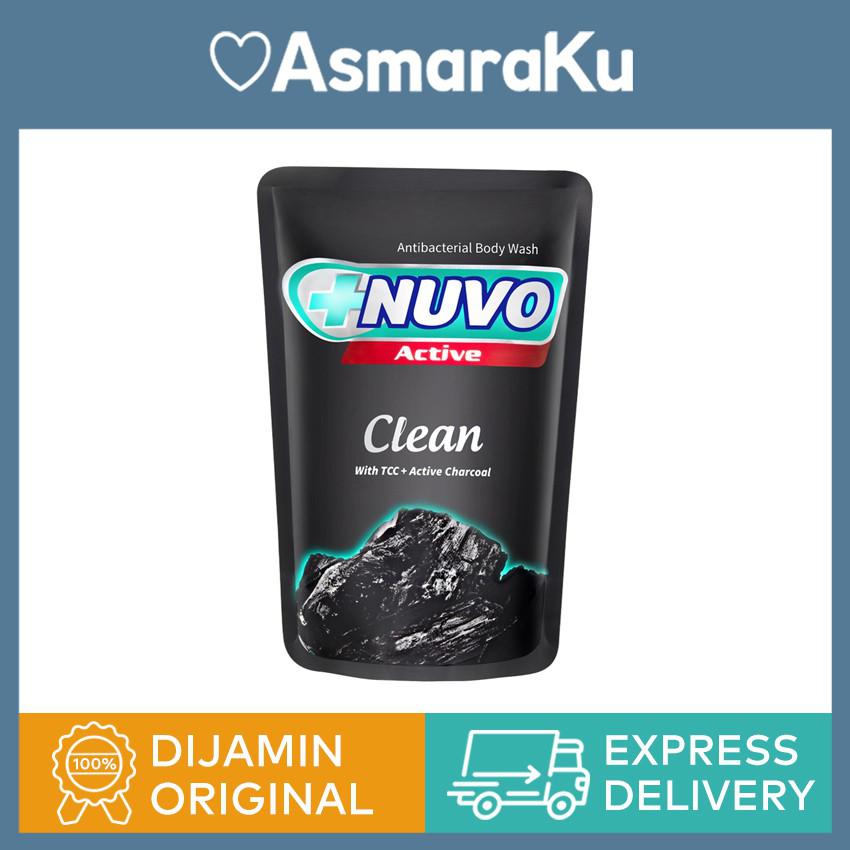 AsmaraKu
Antibacterial Body Wash
NUVO
Active
Clean
With TCC + Active Charcoal
100%
DIJAMIN
ORIGINAL
EXPRESS
DELIVERY